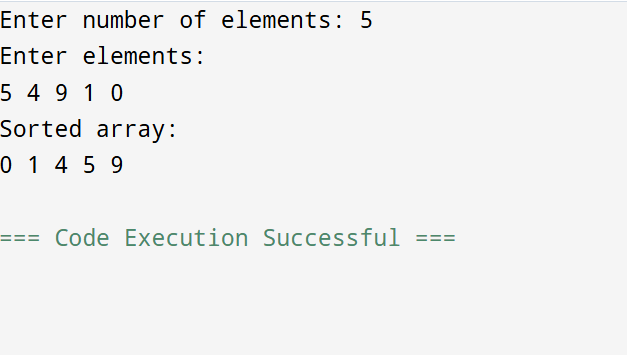 Enter number of elements: 5
Enter elements:
5 4 9 1 0
Sorted array:
0 1 4 5 9
=== Code Execution Successful ===